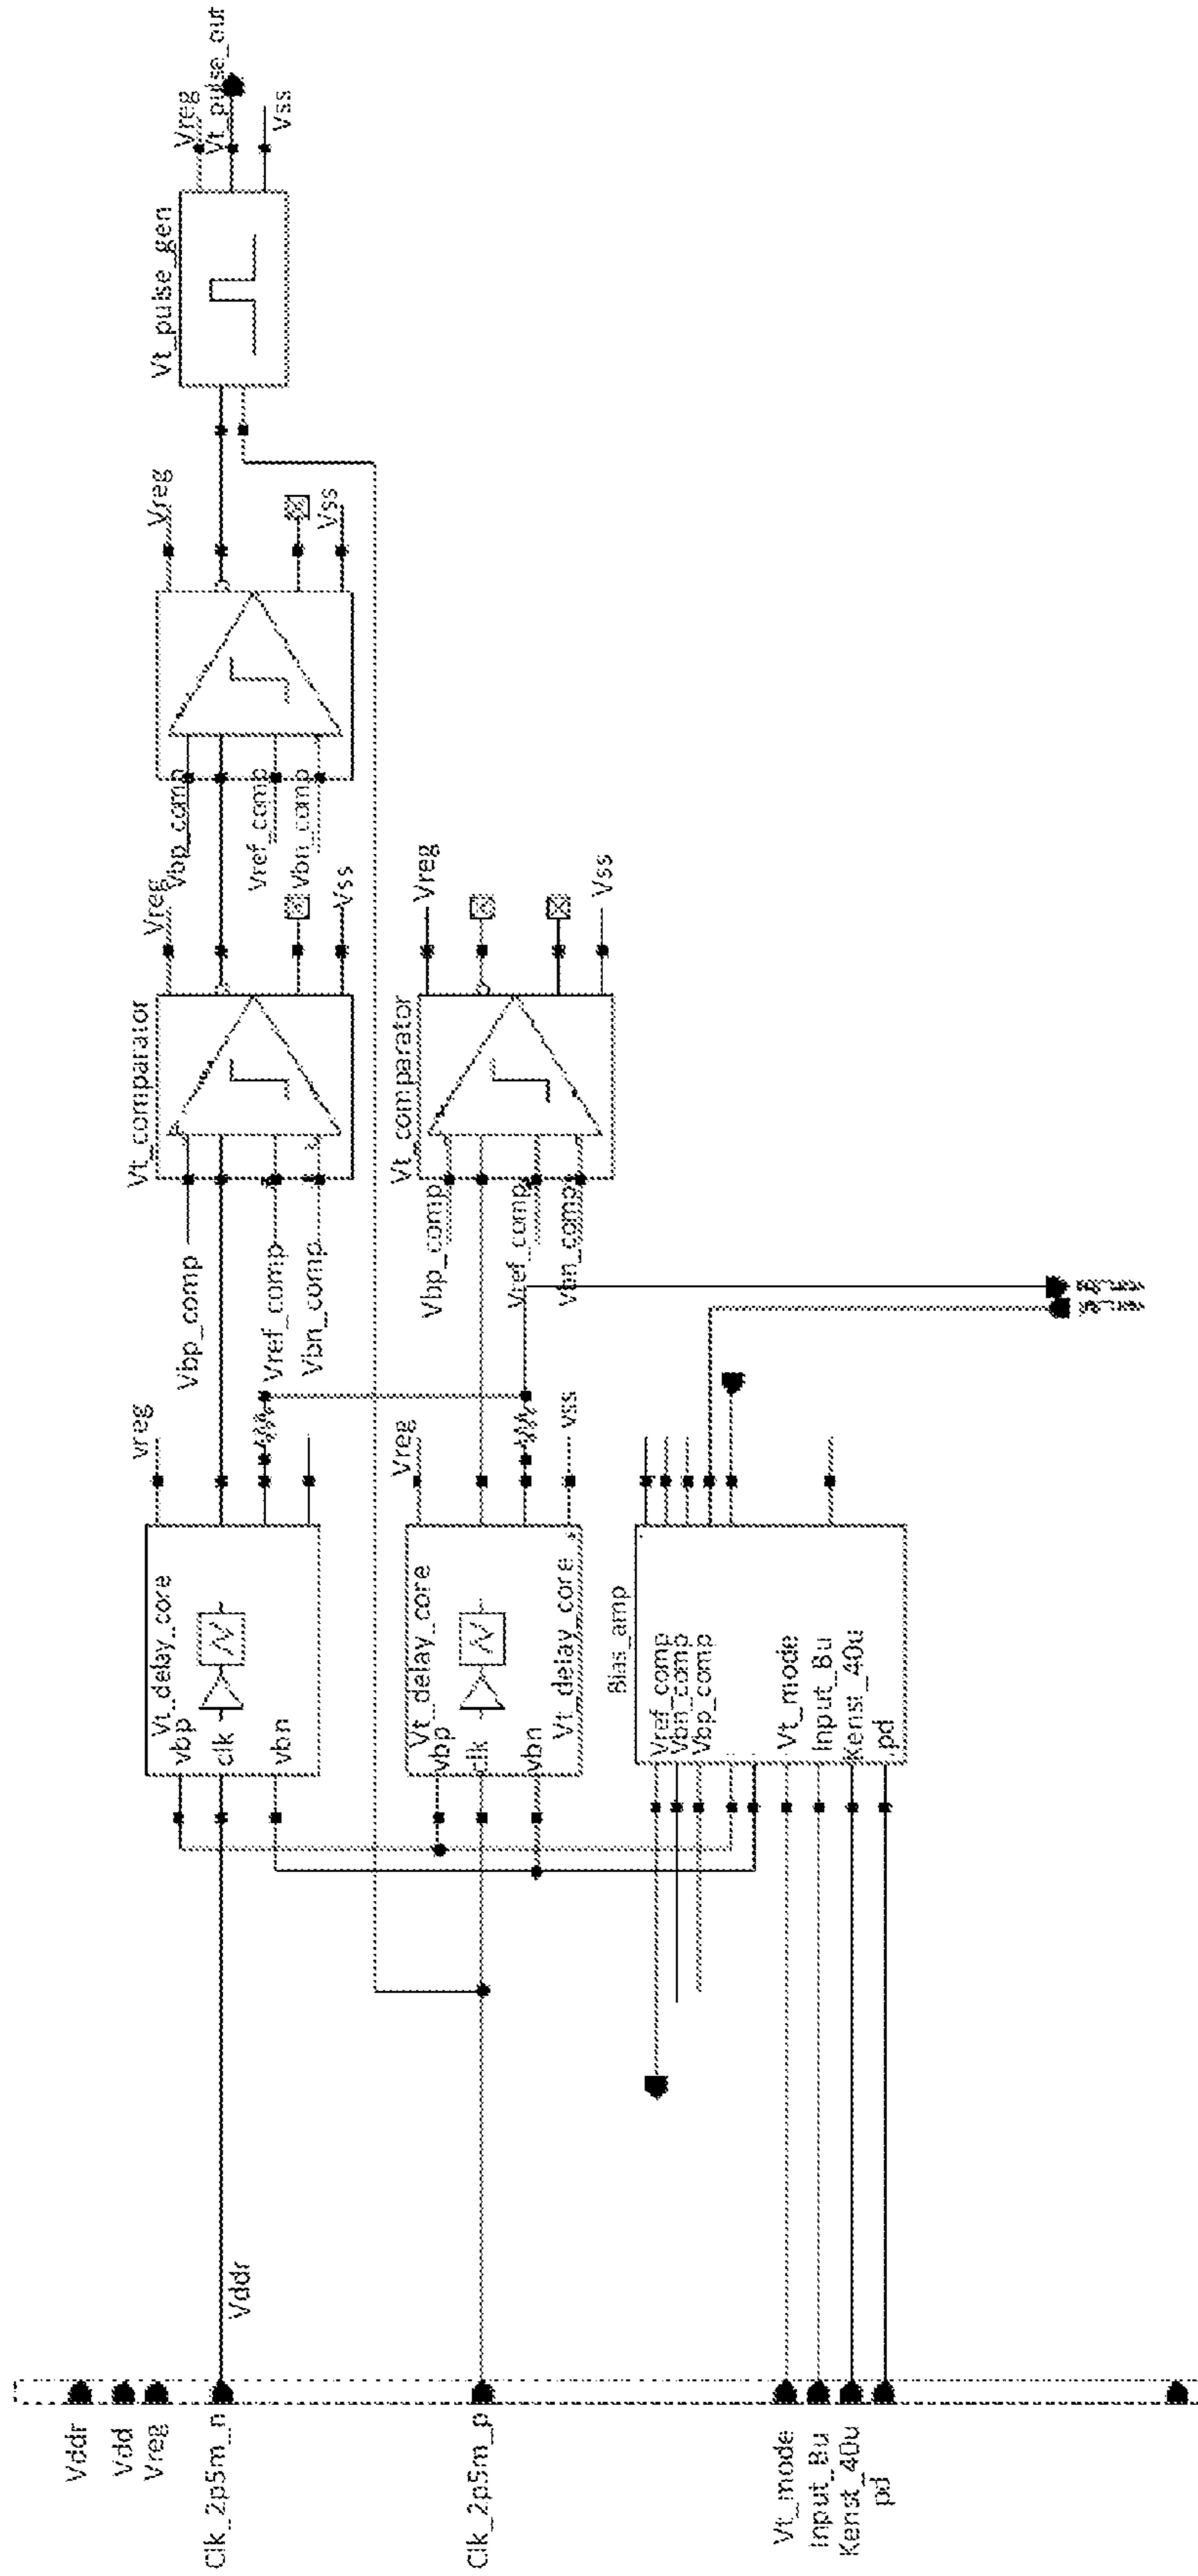 Vddr
Vdd
Vreg
Clk_2p5m_n
Clk_2p5m_p
Vt_mode
Input_8u
Kenst_40u
pd
Vddr
Vt_delay_core
vbp
clk
vbn
vreg
Vbp_comp
Vref_comp
Vbn_comp
Vt_comparator
Vreg
Vss
Vbp_comp
Vref_comp
Vbn_comp
Vreg
Vss
Vt_pulse_gen
Vreg
Vt_pulse_out
Vss
Vt_delay_core
vbp
clk
vbn
Vt_delay_core
Vreg
vss
Vbp_comp
Vref_comp
Vbn_comp
Vt_comparator
Vreg
Vss
Bias_amp
Vref_comp
Vbn_comp
Vbp_comp
Vt_mode
Input_8u
Kenst_40u
pd